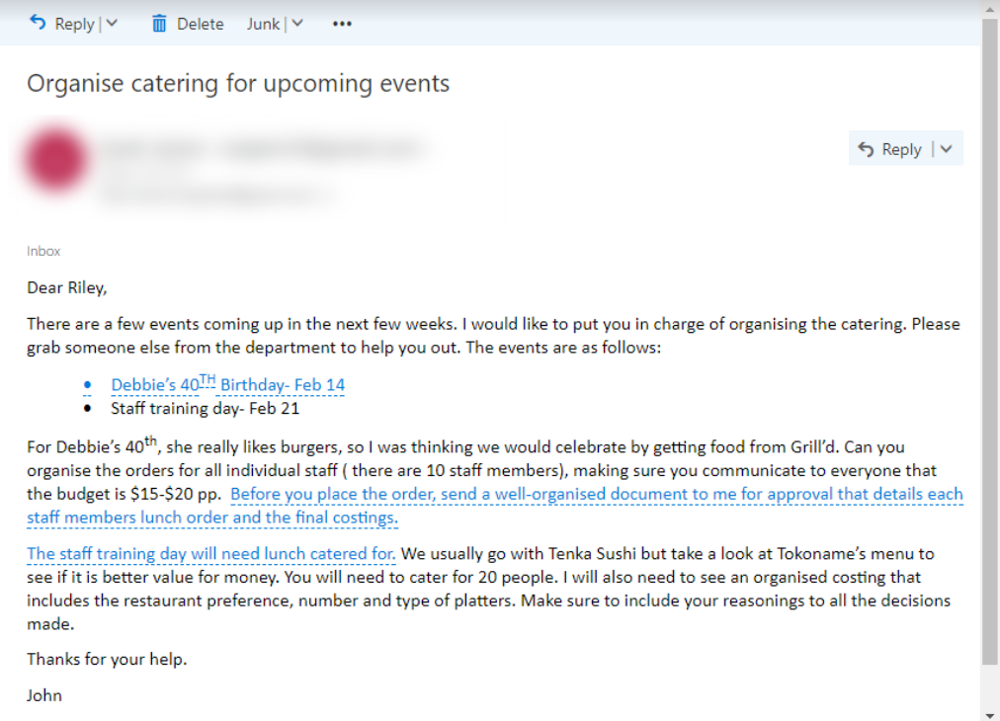 Reply | Delete Junk | •••
Organise catering for upcoming events
Reply |
Inbox
Dear Riley,
There are a few events coming up in the next few weeks. I would like to put you in charge of organising the catering. Please
grab someone else from the department to help you out. The events are as follows:
• Debbie’s 40TH Birthday- Feb 14
• Staff training day- Feb 21
For Debbie’s 40th, she really likes burgers, so I was thinking we would celebrate by getting food from Grill’d. Can you
organise the orders for all individual staff ( there are 10 staff members), making sure you communicate to everyone that
the budget is $15-$20 pp. Before you place the order, send a well-organised document to me for approval that details each
staff members lunch order and the final costings.
The staff training day will need lunch catered for. We usually go with Tenka Sushi but take a look at Tokoname’s menu to
see if it is better value for money. You will need to cater for 20 people. I will also need to see an organised costing that
includes the restaurant preference, number and type of platters. Make sure to include your reasonings to all the decisions
made.
Thanks for your help.
John